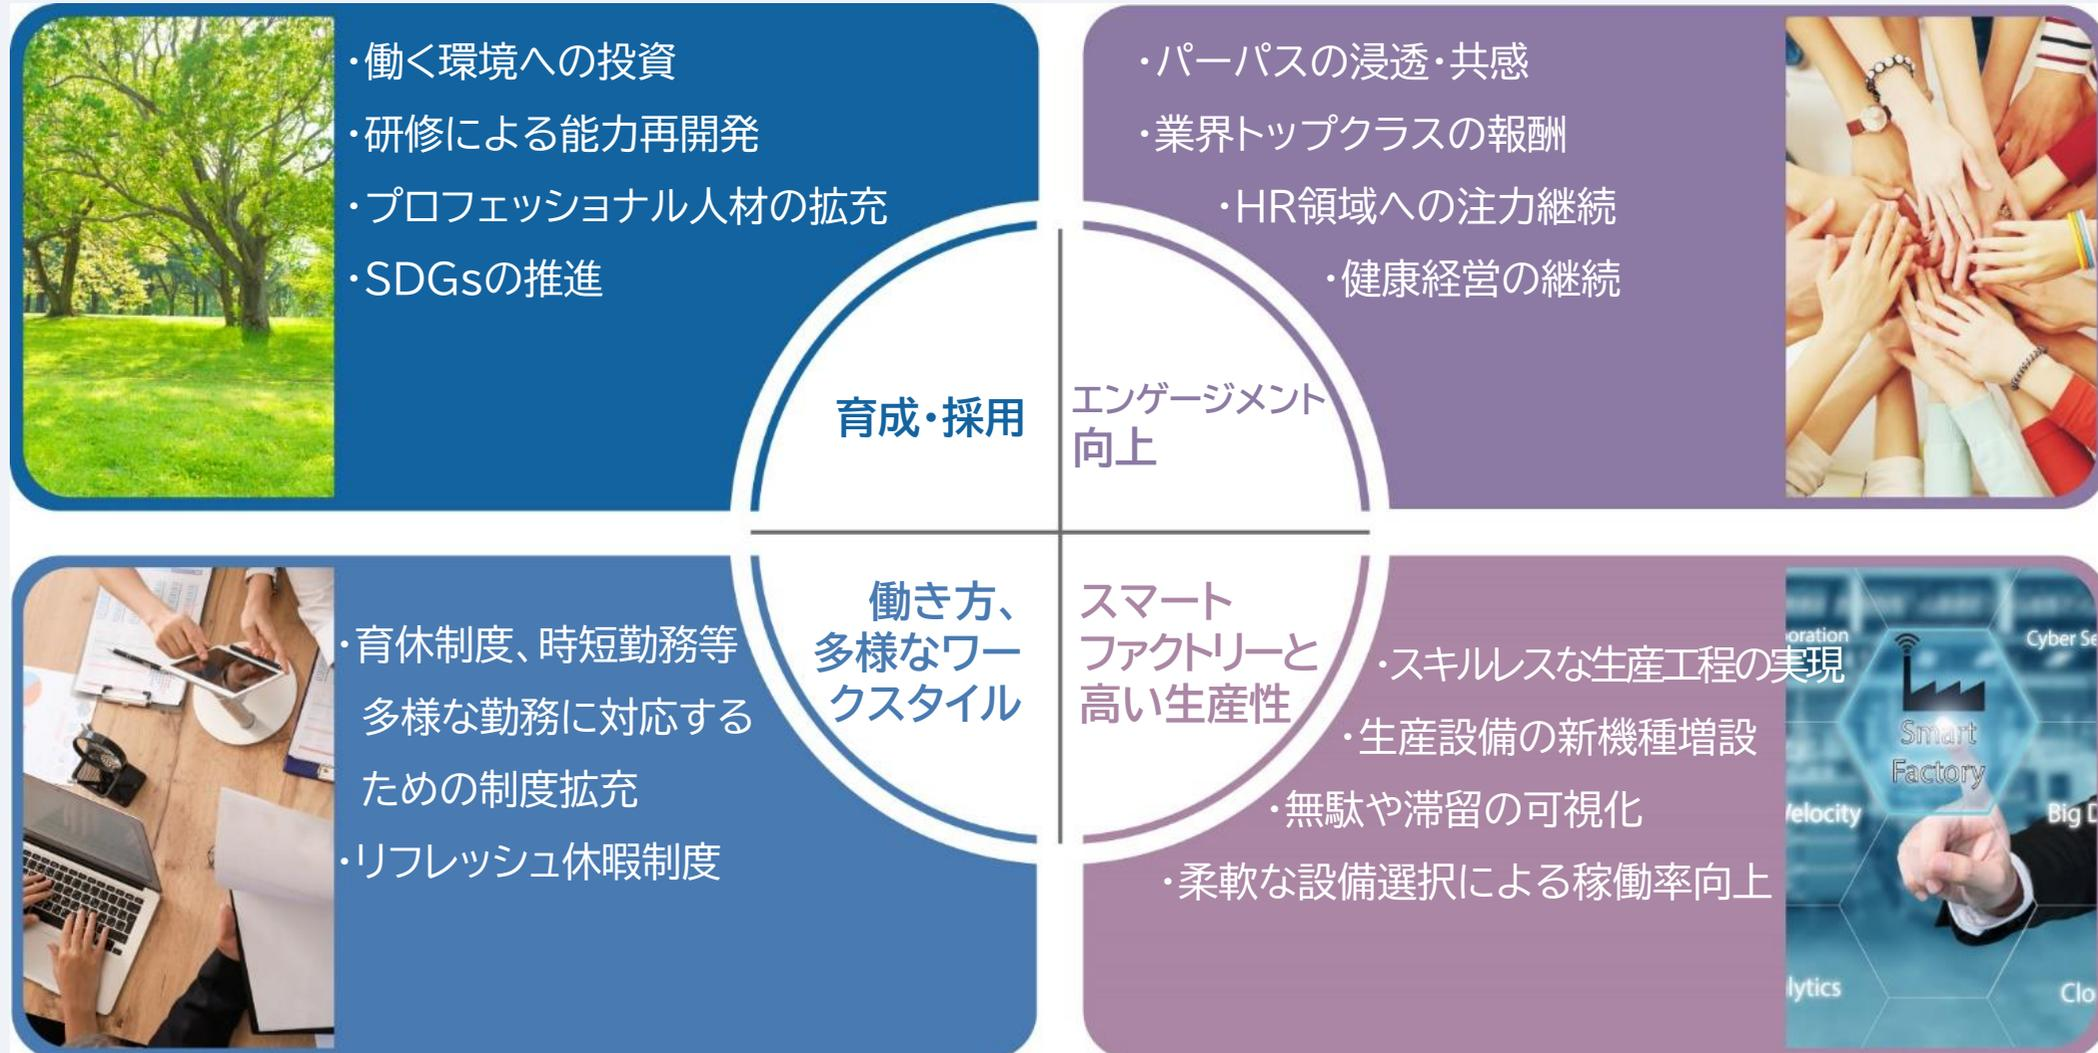 ・働く環境への投資
・研修による能力再開発
・プロフェッショナル人材の拡充
・SDGsの推進
育成・採用
・パーパスの浸透・共感
・業界トップクラスの報酬
・HR領域への注力継続
・健康経営の継続
エンゲージメント
向上
・育休制度、時短勤務等
多様な勤務に対応する
ための制度拡充
・リフレッシュ休暇制度
働き方、
多様なワー
クスタイル
スマート
ファクトリーと
高い生産性
・スキルレスな生産工程の実現
・生産設備の新機種増設
・無駄や滞留の可視化
・柔軟な設備選択による稼働率向上
oration
Cyber Se
Smart
Factory
Velocity
Big D
lytics
Clo